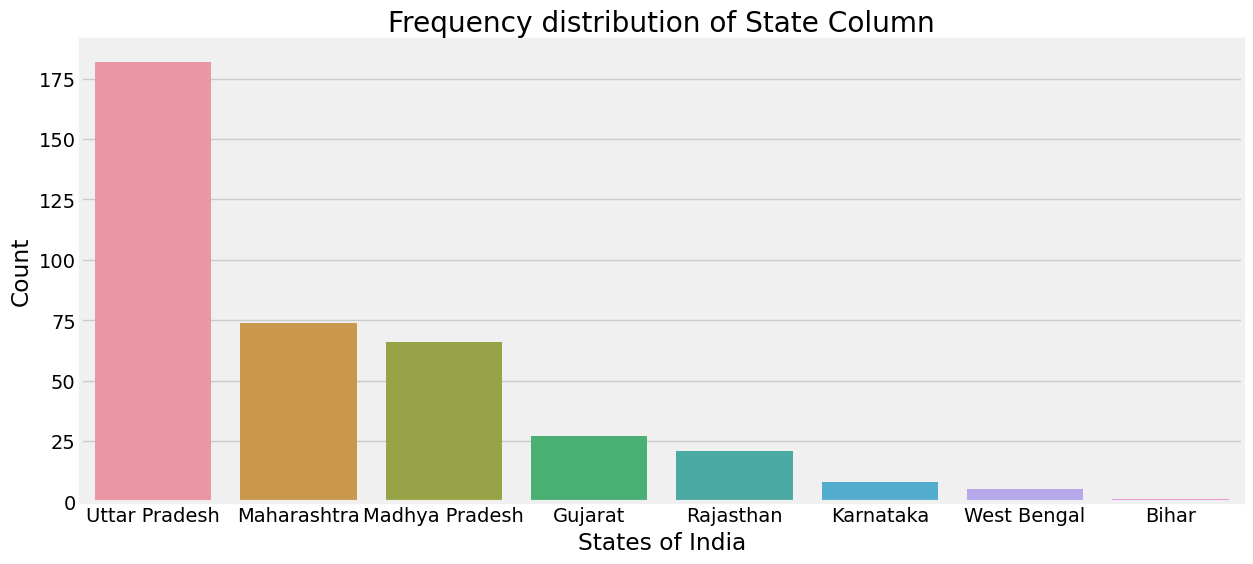 Frequency distribution of State Column
175
150
125
100
75
50
25
0
Count
Uttar Pradesh Maharashtra Madhya Pradesh Gujarat Rajasthan Karnataka West Bengal Bihar
States of India